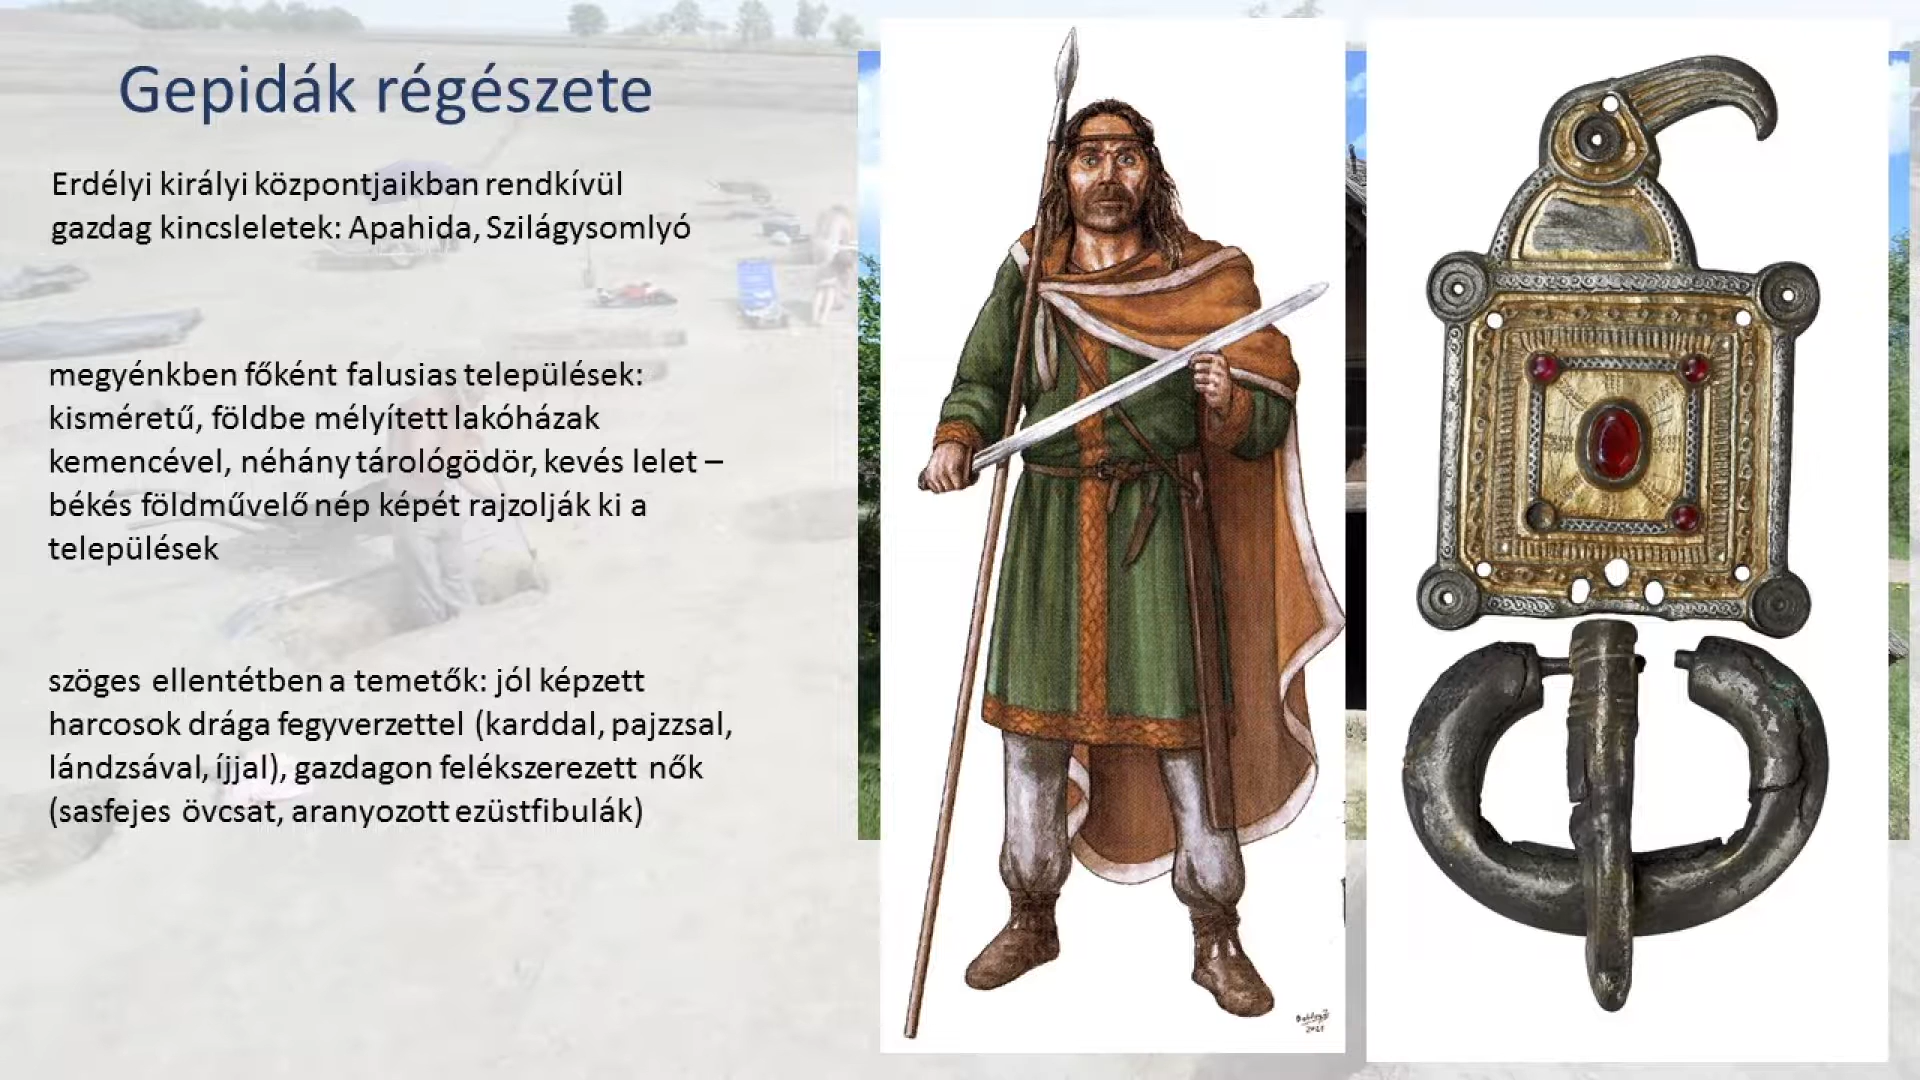 Gepidák régészete
Erdélyi királyi központjaikban rendkívül
gazdag kincsleletek: Apahida, Szilágysomlyó
megyénkben főként falusias települések:
kisméretű, földbe mélyített lakóházak
kemencével, néhány tárológödör, kevés lelet –
békés földművelő nép képét rajzolják ki a
települések
szöges ellentétben a temetők: jól képzett
harcosok drága fegyverzettel (karddal, pajzzsal,
lándzsával, íjjal), gazdagon felékszerezett nők
(sasfejes övcsat, aranyozott ezüstfibulák)